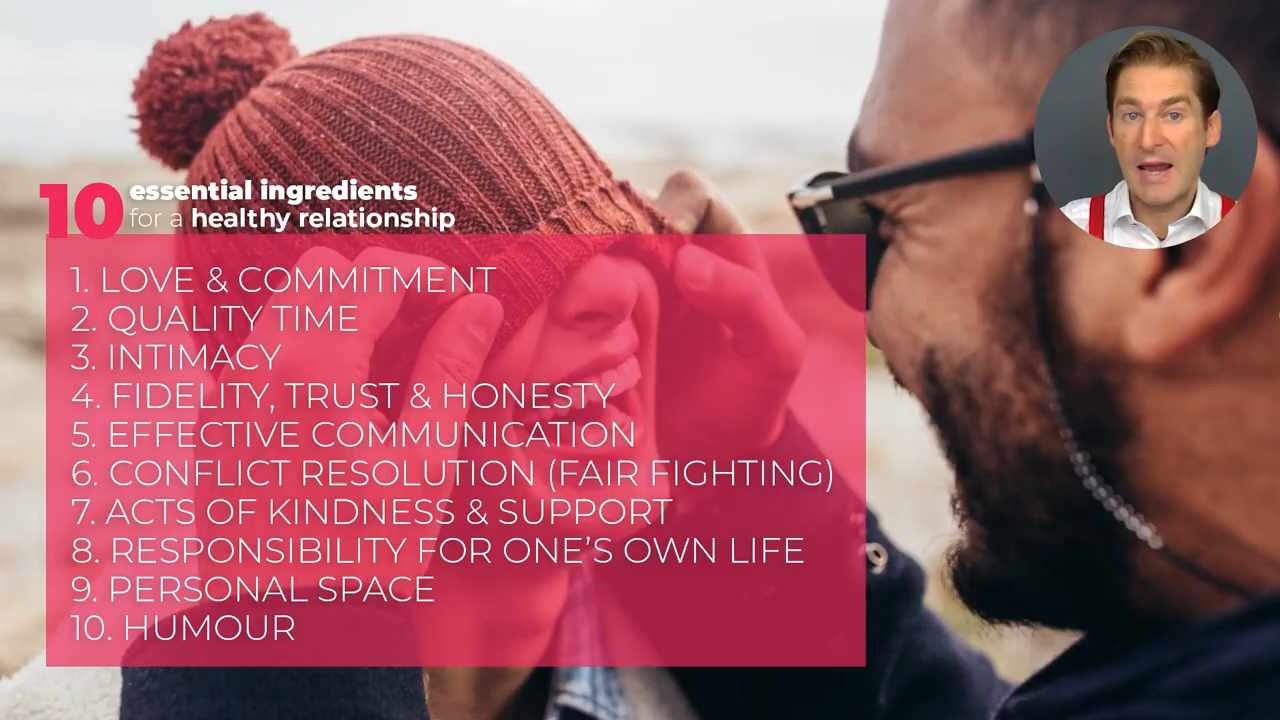 10 essential ingredients
for a healthy relationship
1. LOVE & COMMITMENT
2. QUALITY TIME
3. INTIMACY
4. FIDELITY, TRUST & HONESTY
5. EFFECTIVE COMMUNICATION
6. CONFLICT RESOLUTION (FAIR FIGHTING)
7. ACTS OF KINDNESS & SUPPORT
8. RESPONSIBILITY FOR ONE’S OWN LIFE
9. PERSONAL SPACE
10. HUMOUR